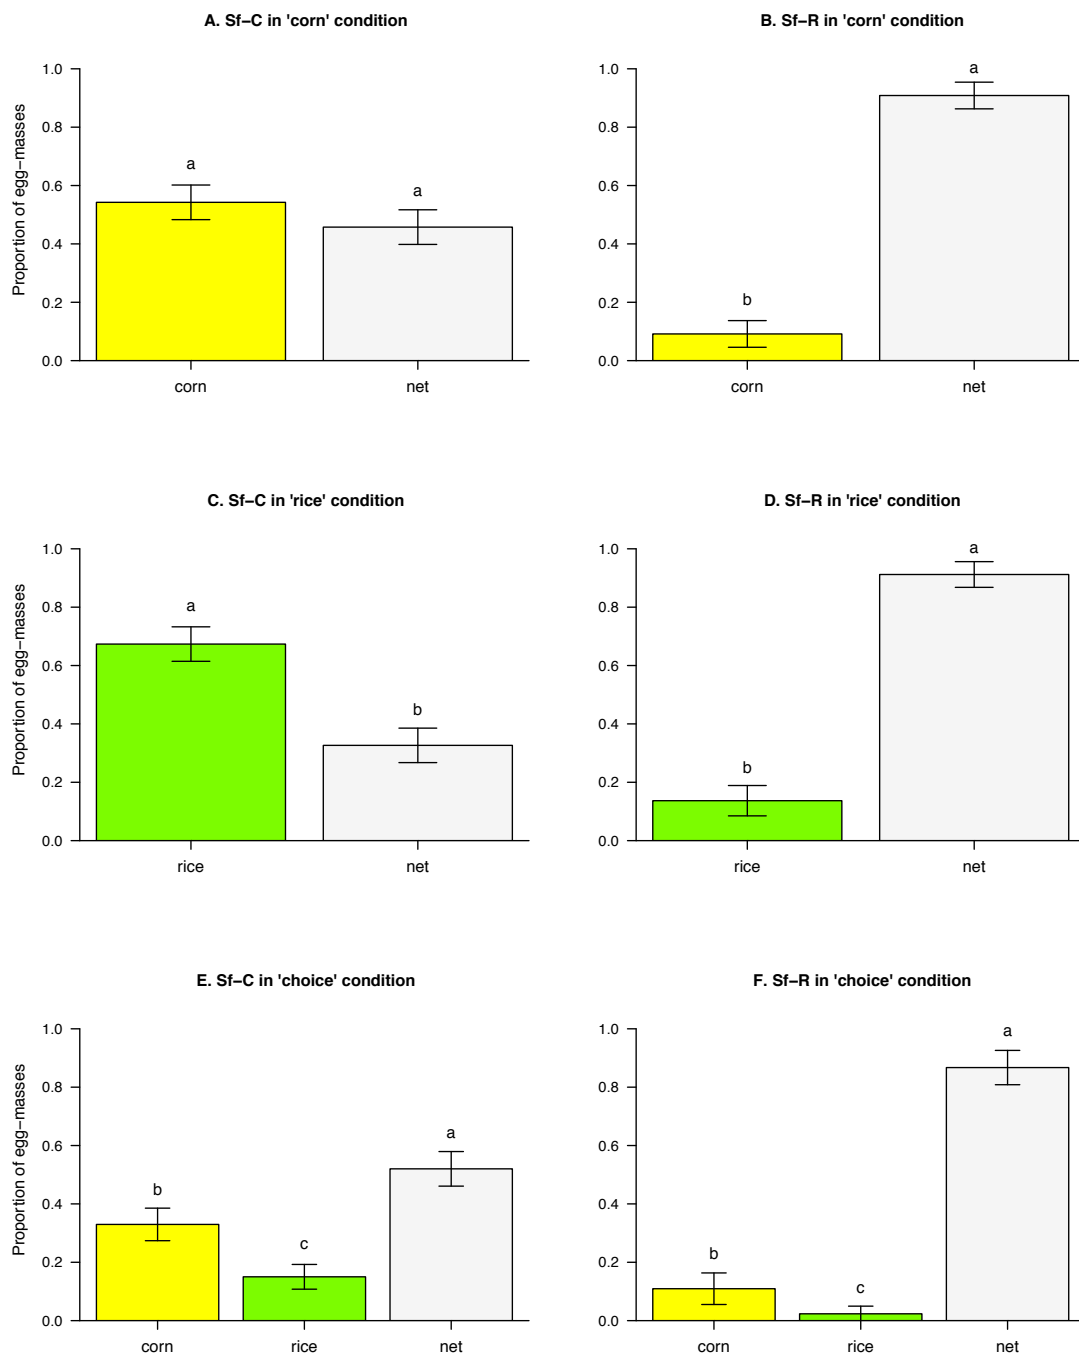 A. Sf−C in 'corn' condition
Proportion of egg−masses
1.0
0.8
0.6
0.4
0.2
0.0
a
a
corn
net
B. Sf−R in 'corn' condition
1.0
0.8
0.6
0.4
0.2
0.0
b
a
corn
net
C. Sf−C in 'rice' condition
Proportion of egg−masses
1.0
0.8
0.6
0.4
0.2
0.0
a
b
rice
net
D. Sf−R in 'rice' condition
1.0
0.8
0.6
0.4
0.2
0.0
b
a
rice
net
E. Sf−C in 'choice' condition
Proportion of egg−masses
1.0
0.8
0.6
0.4
0.2
0.0
b
c
a
corn
rice
net
F. Sf−R in 'choice' condition
1.0
0.8
0.6
0.4
0.2
0.0
b
c
a
corn
rice
net